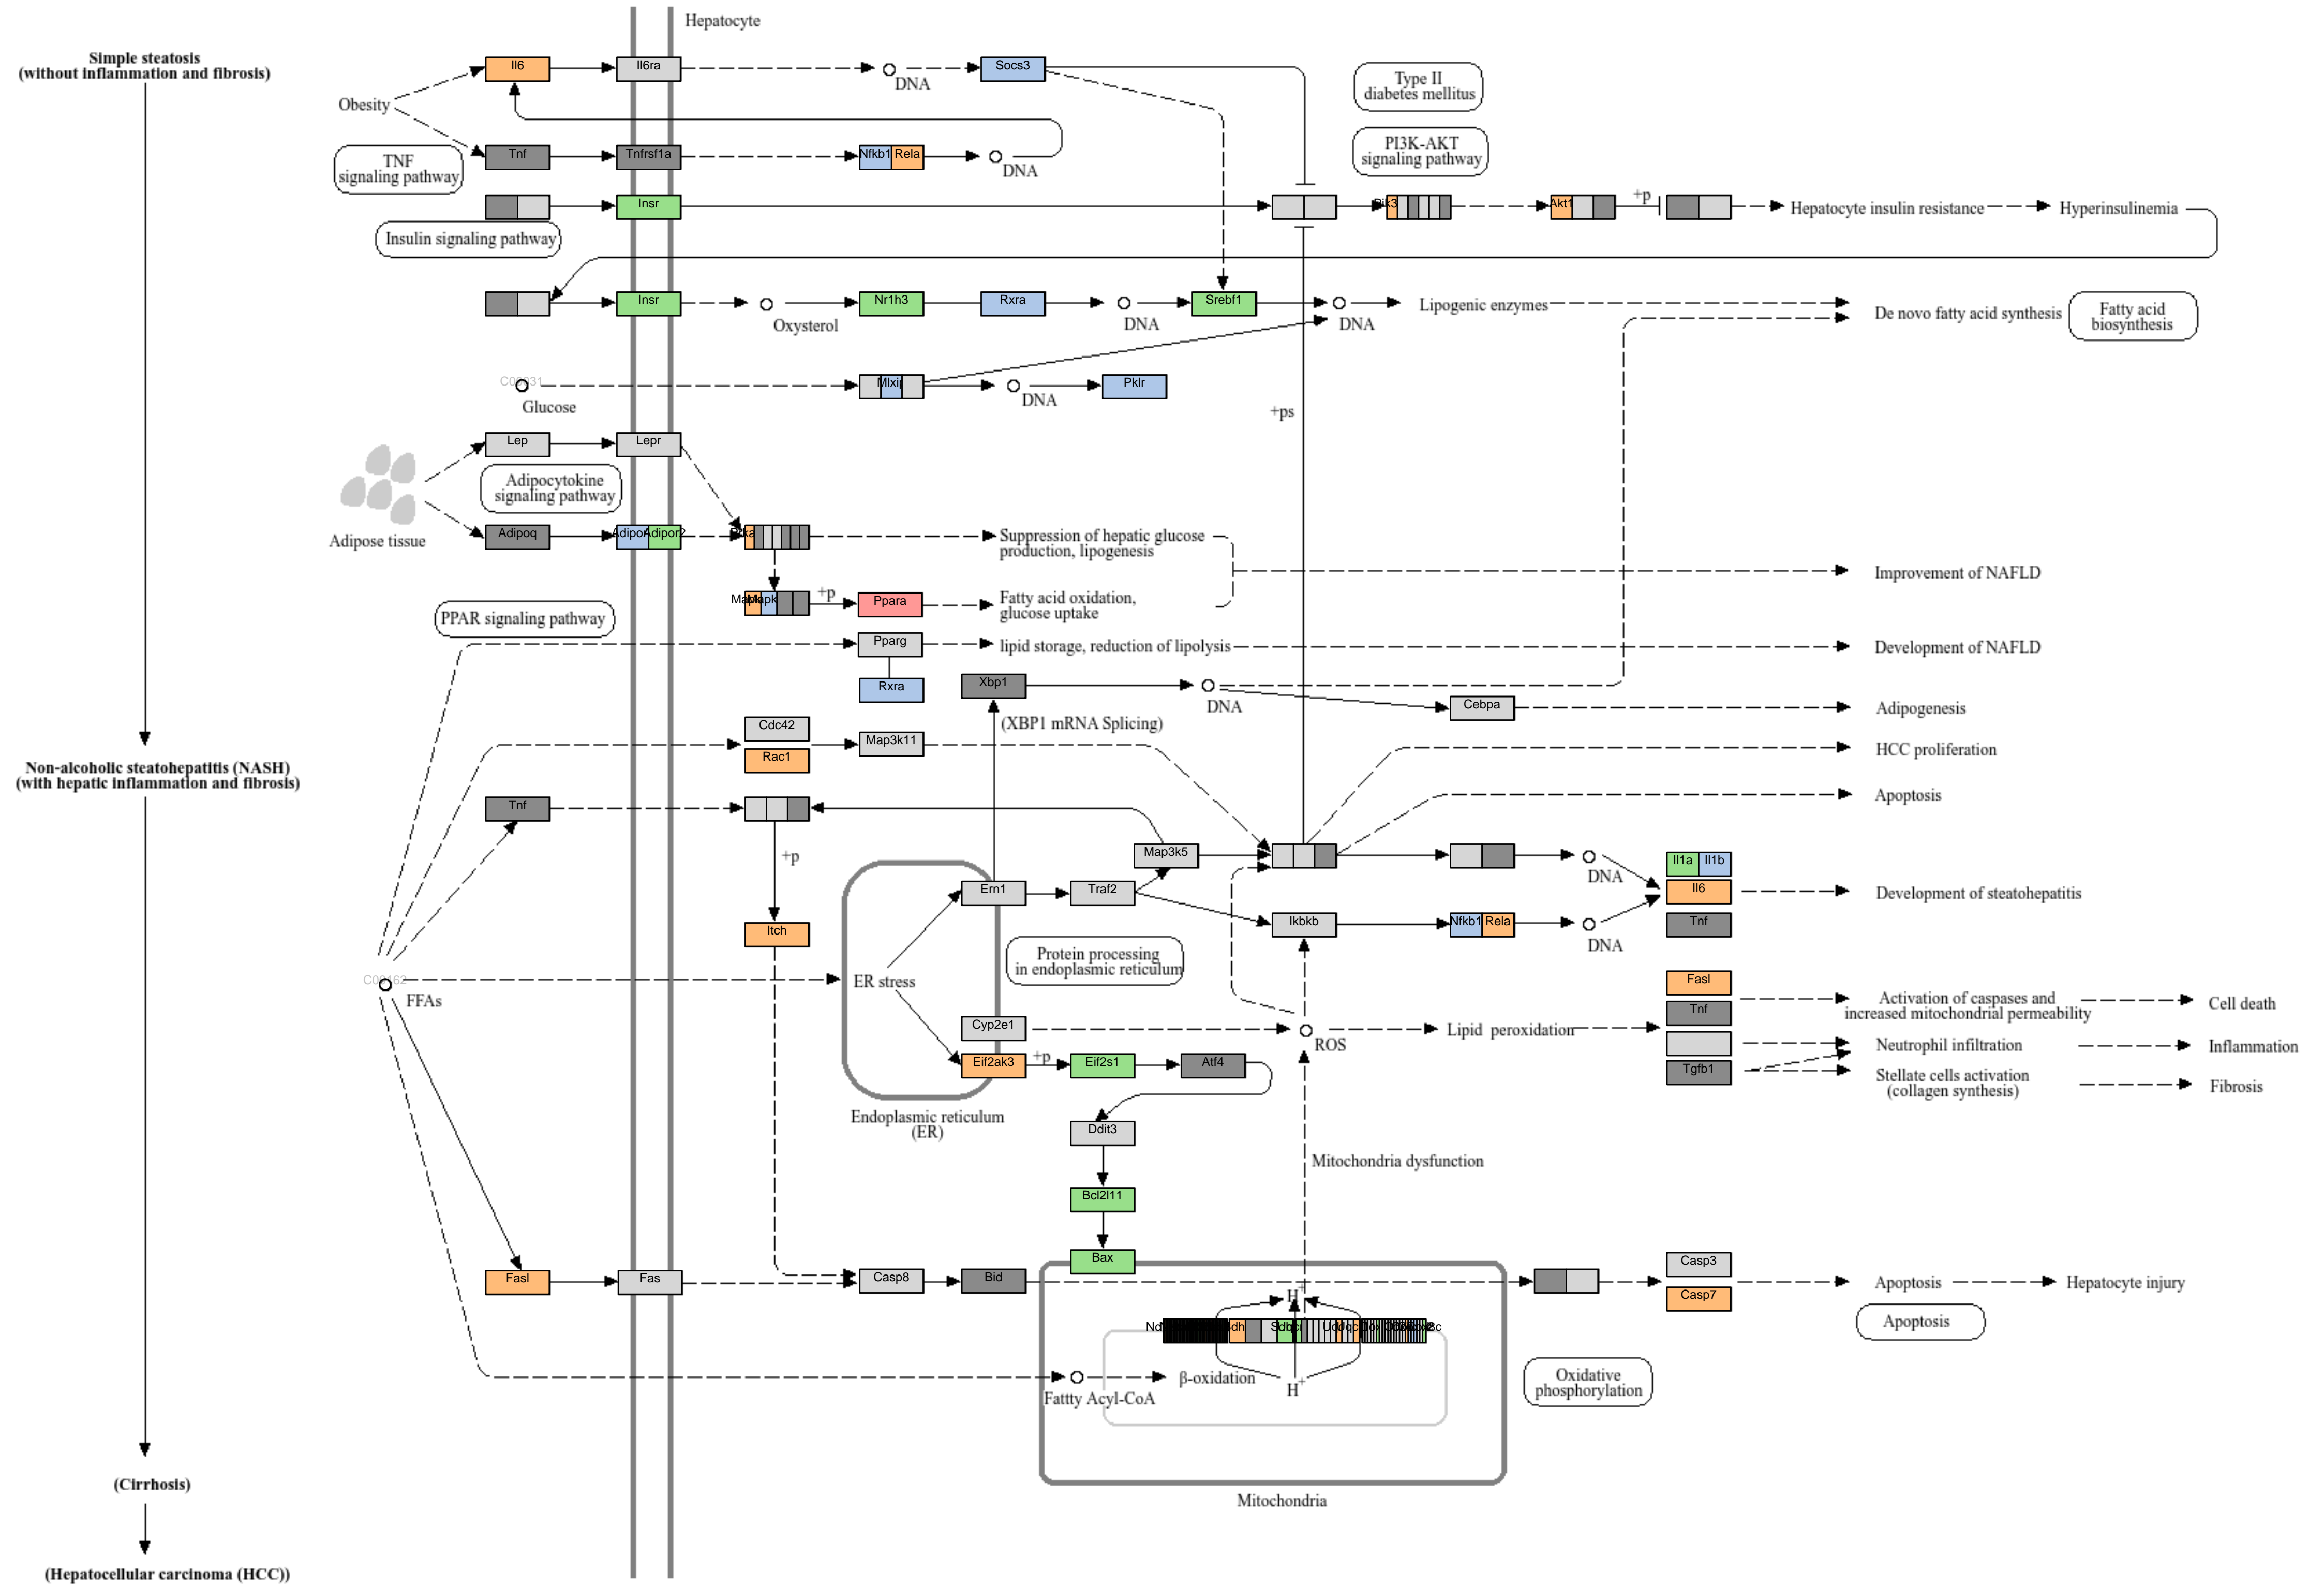 Hepatocyte
Simple steatosis
(without inflammation and fibrosis)
Obesity
Il6
Il6ra
DNA
Socs3
Type II
diabetes mellitus
TNF
signaling pathway
Tnf
Tnfrsf1a
Nfkb1
Rela
DNA
PI3K-AKT
signaling pathway
Insr
Akt1
+p
Hepatocyte insulin resistance
Hyperinsulinemia
Insulin signaling pathway
Insr
Oxysterol
Nr1h3
Rxra
DNA
Srebf1
DNA
Lipogenic enzymes
De novo fatty acid synthesis
Fatty acid
biosynthesis
Glucose
DNA
Pklr
+ps
Lep
Lepr
Adipocytokine
signaling pathway
Adipose tissue
Adipoq
Adipor2
Suppression of hepatic glucose
production, lipogenesis
Improvement of NAFLD
+p
Ppara
Fatty acid oxidation,
glucose uptake
PPAR signaling pathway
Pparg
lipid storage, reduction of lipolysis
Development of NAFLD
Rxra
Xbp1
DNA
(XBP1 mRNA Splicing)
Cebpa
Adipogenesis
Cdc42
Rac1
Map3k11
HCC proliferation
Non-alcoholic steatohepatitis (NASH)
(with hepatic inflammation and fibrosis)
Tnf
Apoptosis
+p
Map3k5
DNA
Il1a
Il1b
Il6
Tnf
Development of steatohepatitis
Ern1
Traf2
Ikbkb
Nfkb1
Rela
DNA
Itch
Protein processing
in endoplasmic reticulum
FFAs
ER stress
Cyp2e1
ROS
Lipid peroxidation
Fasl
Tnf
Activation of caspases and
increased mitochondrial permeability
Cell death
Neutrophil infiltration
Inflammation
Tgfb1
Stellate cells activation
(collagen synthesis)
Fibrosis
Eif2ak3
+p
Eif2s1
Atf4
Endoplasmic reticulum
(ER)
Ddit3
Mitochondria dysfunction
Bcl2l11
Bax
Fasl
Fas
Casp8
Bid
Casp3
Casp7
Apoptosis
Hepatocyte injury
Apoptosis
H+
β-oxidation
H+
Fattty Acyl-CoA
Oxidative
phosphorylation
Mitochondria
(Cirrhosis)
(Hepatocellular carcinoma (HCC))